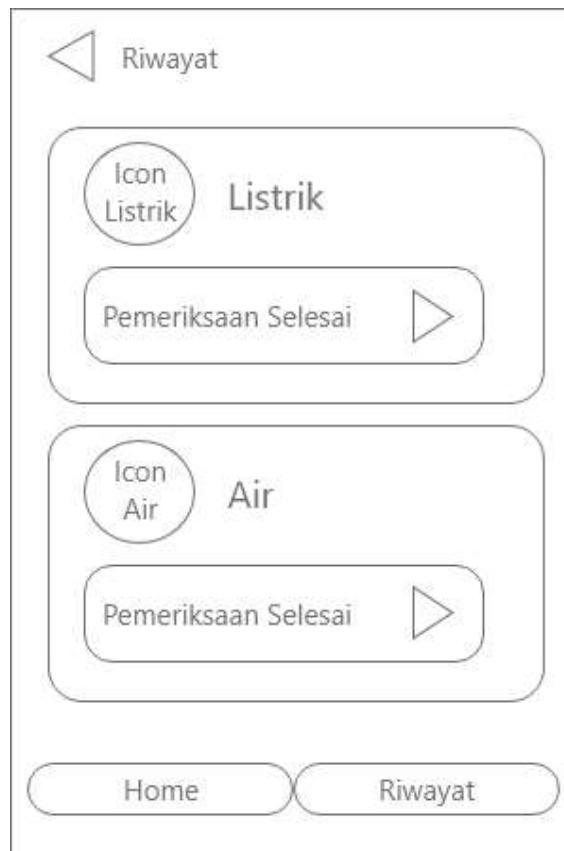 Riwayat
Icon
Listrik
Listrik
Pemeriksaan Selesai
Icon
Air
Air
Pemeriksaan Selesai
Home
Riwayat